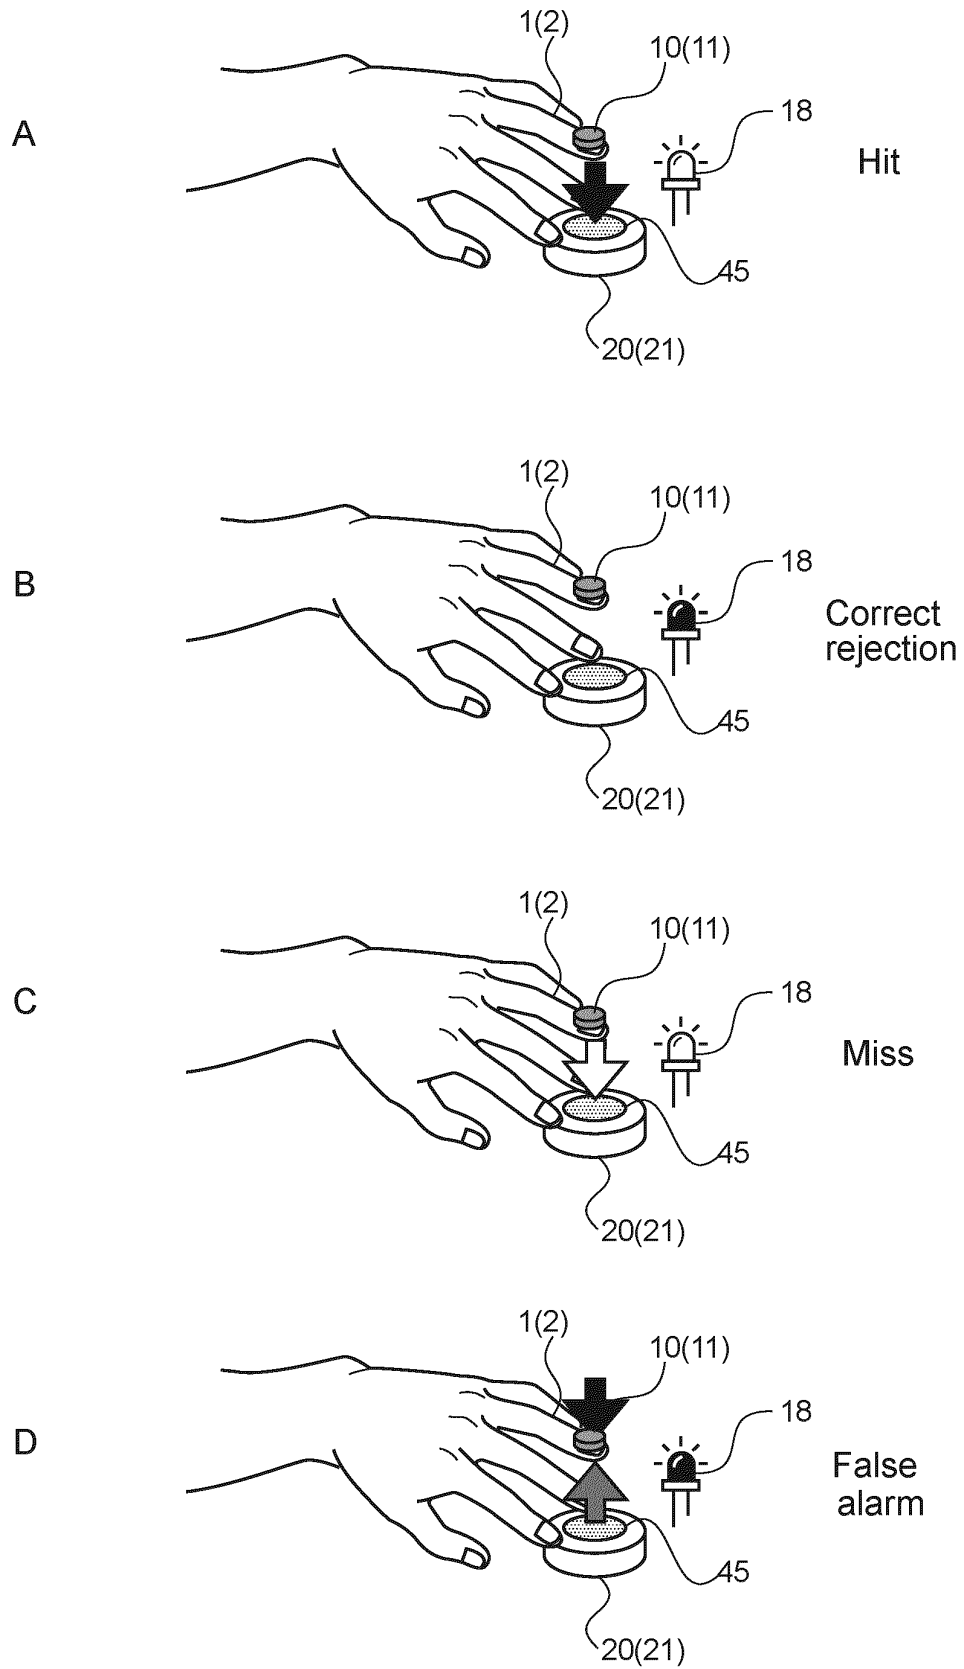 1(2)
10(11)
18
A
Hit
45
20(21)
1(2)
10(11)
18
B
Correct
rejection
45
20(21)
1(2)
10(11)
18
C
Miss
45
20(21)
1(2)
10(11)
18
D
False
alarm
45
20(21)